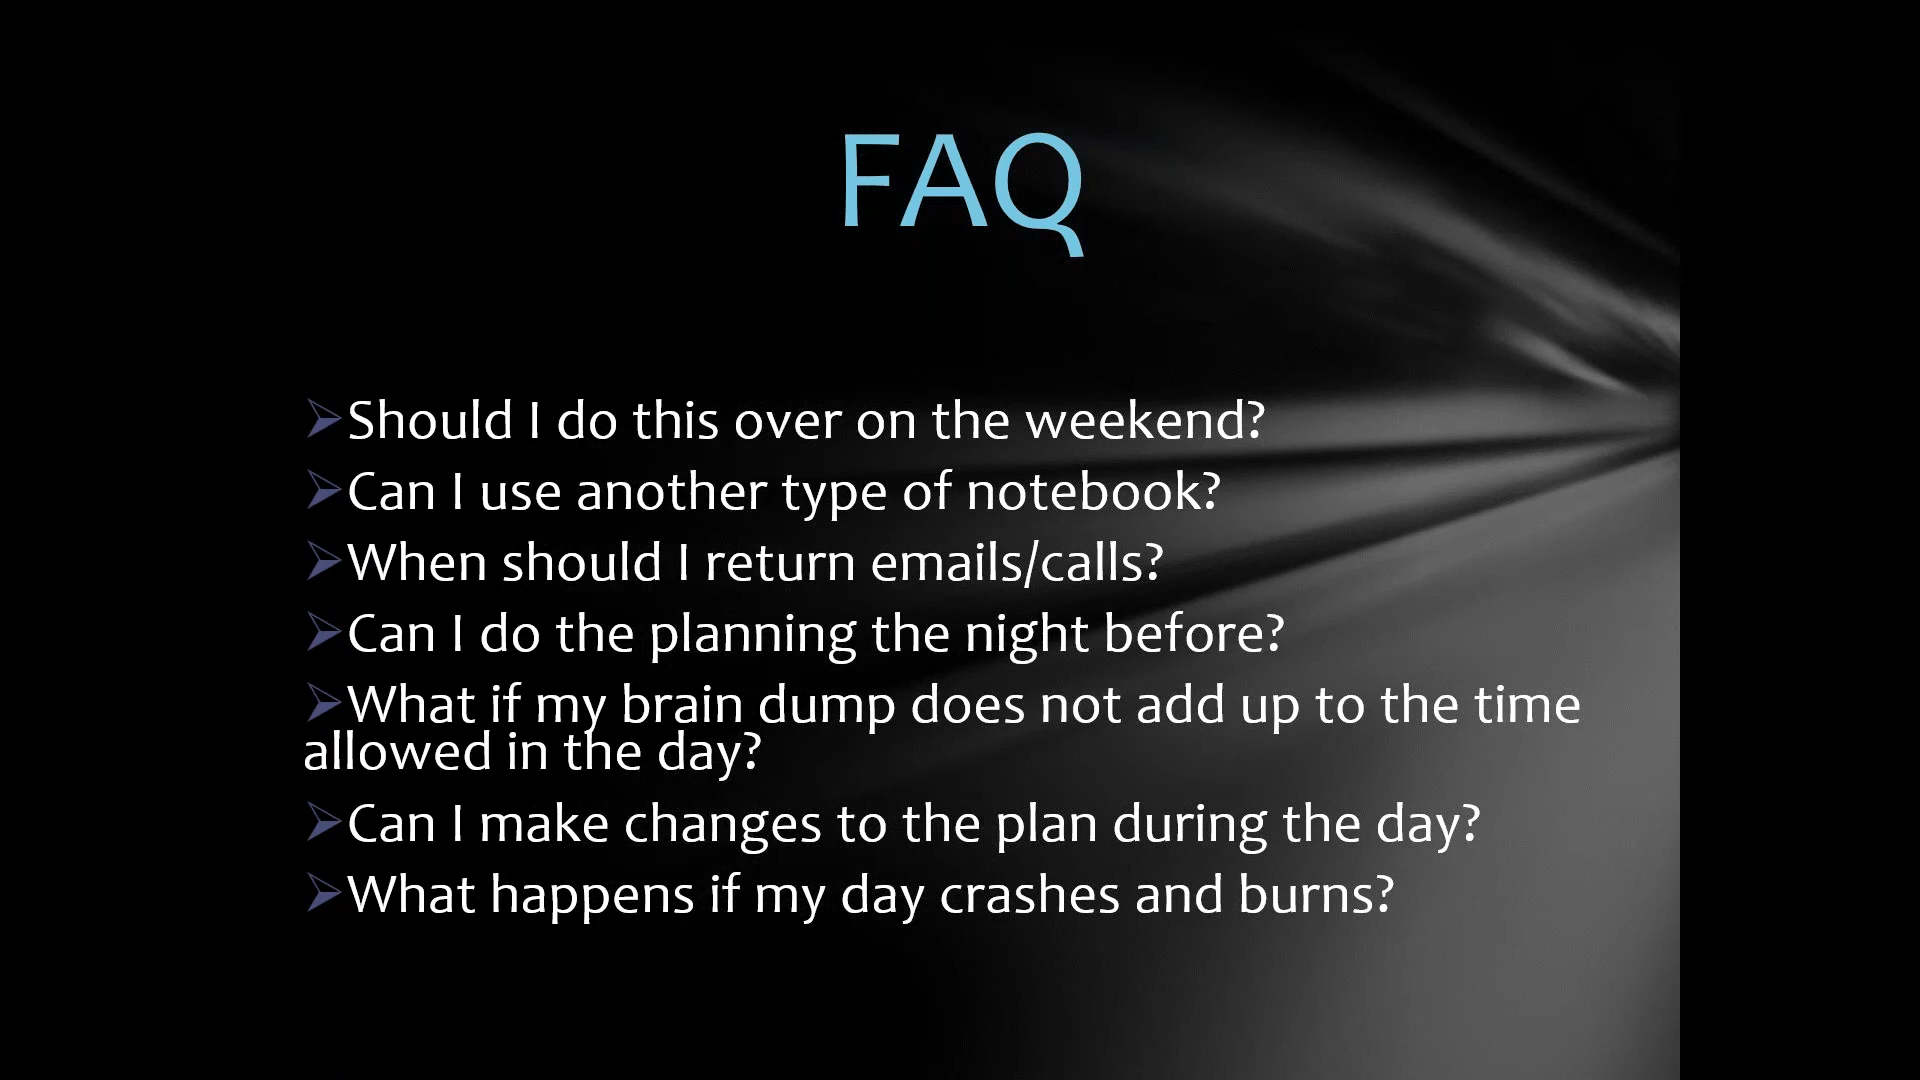 FAQ
Should I do this over on the weekend?
Can I use another type of notebook?
When should I return emails/calls?
Can I do the planning the night before?
What if my brain dump does not add up to the time
allowed in the day?
Can I make changes to the plan during the day?
What happens if my day crashes and burns?